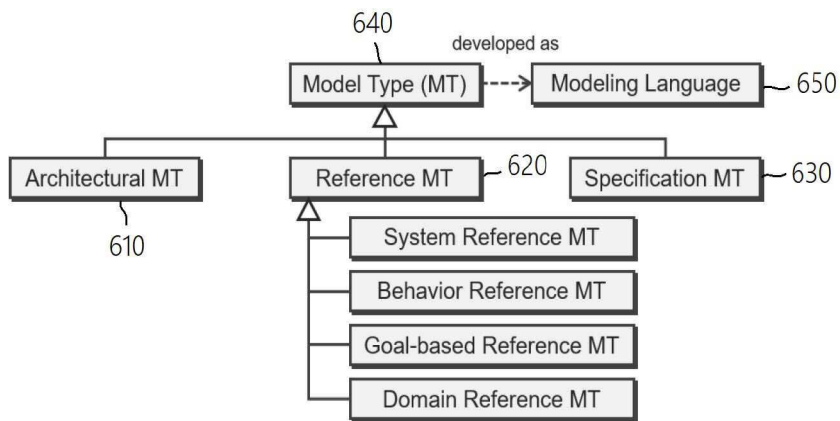 640
developed as
Model Type (MT)
Modeling Language
650
Architectural MT
Reference MT
620
Specification MT
630
610
System Reference MT
Behavior Reference MT
Goal-based Reference MT
Domain Reference MT